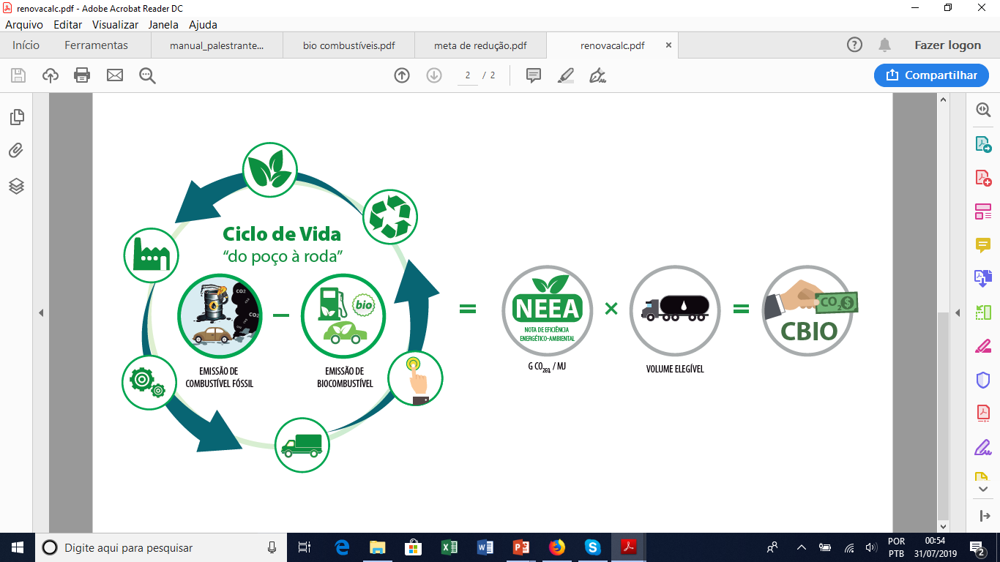 renovacalc.pdf - Adobe Acrobat Reader DC
Arquivo Editar Visualizar Janela Ajuda
Início Ferramentas manual_palestrante... bio combustíveis.pdf meta de redução.pdf renovacalc.pdf × Fazer logon
2 / 2 Compartilhar
Ciclo de Vida
“do poço à roda”
CO2
bio
EMISSÃO DE
COMBUSTÍVEL FÓSSIL
–
EMISSÃO DE
BIOCOMBUSTÍVEL
=
NEEA
NOTA DE EFICIÊNCIA
ENERGÉTICO-AMBIENTAL
G CO2EQ. / MJ
×
VOLUME ELEGÍVEL
=
CO2$
CBIO
Digite aqui para pesquisar
POR
PTB
00:54
31/07/2019
2